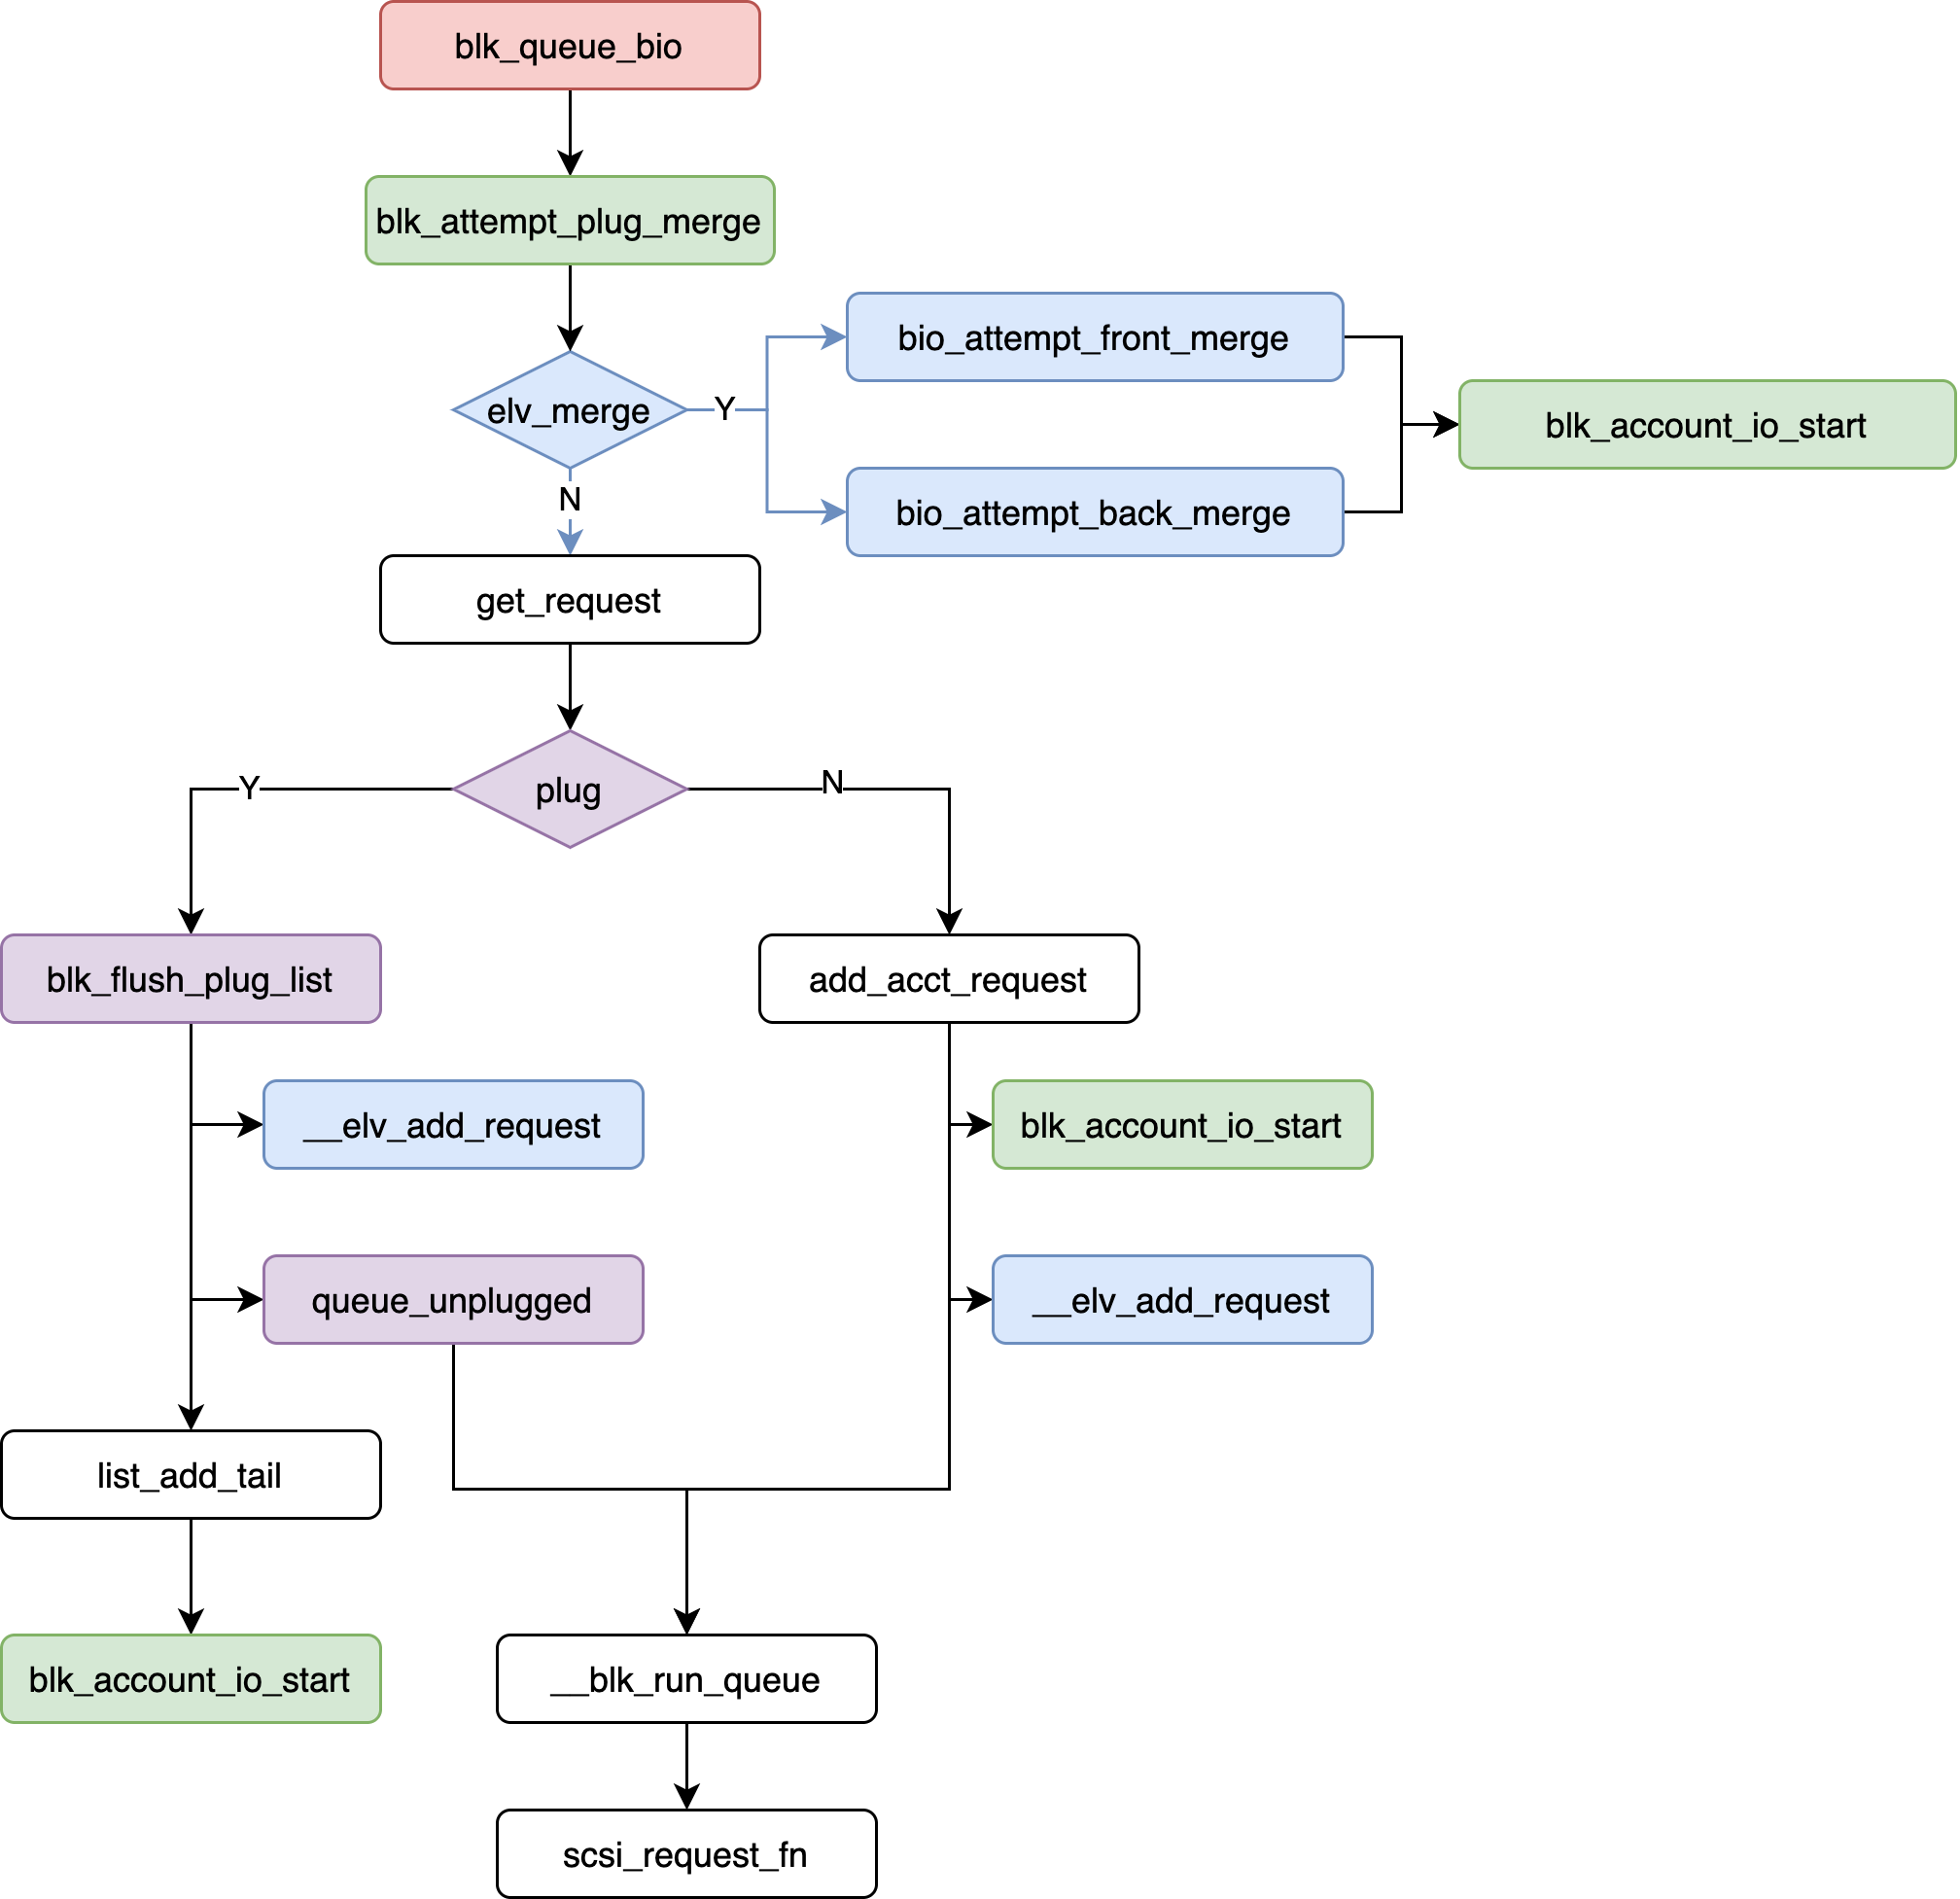 blk_queue_bio
blk_attempt_plug_merge
bio_attempt_front_merge
elv_merge
Y
blk_account_io_start
N
bio_attempt_back_merge
get_request
plug
Y
N
blk_flush_plug_list
add_acct_request
__elv_add_request
blk_account_io_start
queue_unplugged
__elv_add_request
list_add_tail
blk_account_io_start
__blk_run_queue
scsi_request_fn